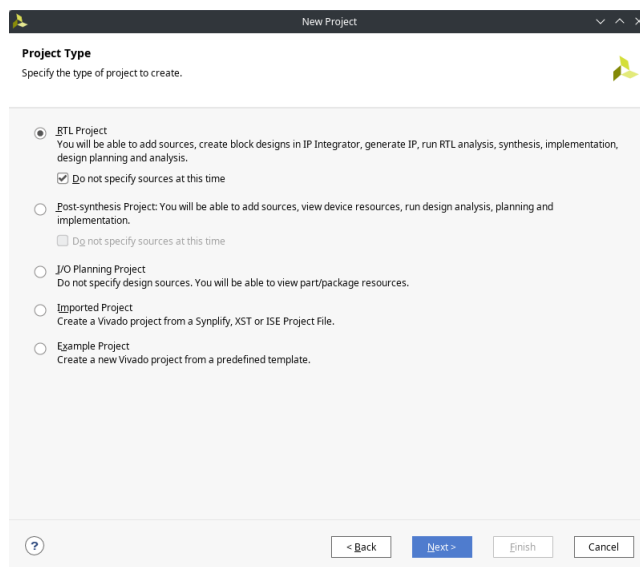 New Project
Project Type
Specify the type of project to create.
RTL Project
You will be able to add sources, create block designs in IP Integrator, generate IP, run RTL analysis, synthesis, implementation,
design planning and analysis.
Do not specify sources at this time
Post-synthesis Project: You will be able to add sources, view device resources, run design analysis, planning and
implementation.
Do not specify sources at this time
I/O Planning Project
Do not specify design sources. You will be able to view part/package resources.
Imported Project
Create a Vivado project from a Synplify, XST or ISE Project File.
Example Project
Create a new Vivado project from a predefined template.
? < Back Next > Finish Cancel